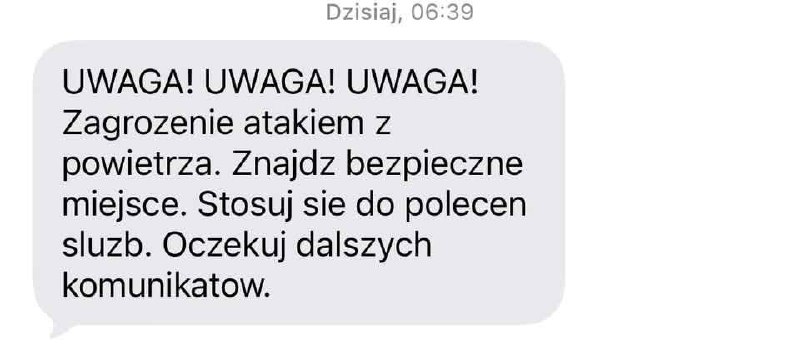 Dzisiaj, 06:39
UWAGA! UWAGA! UWAGA!
Zagrozenie atakiem z
powietrza. Znajdz bezpieczne
miejsce. Stosuj sie do polecen
sluzb. Oczekuj dalszych
komunikatow.